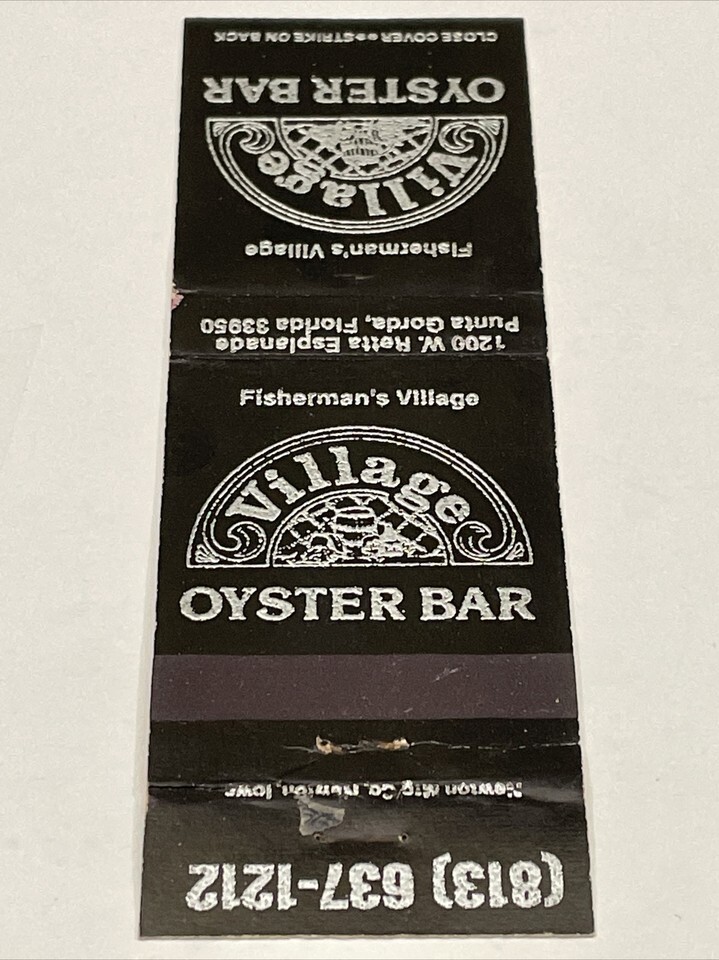 CLOSE COVER STRIKE ON BACK
OYSTER BAR
Village
Fisherman's Village
1200 W. Retta Esplanade
Punta Gorda, Florida 33950
Fisherman's Village
Village
OYSTER BAR
Newton Mfg Co. Newton, Iowa
(813) 637-1212